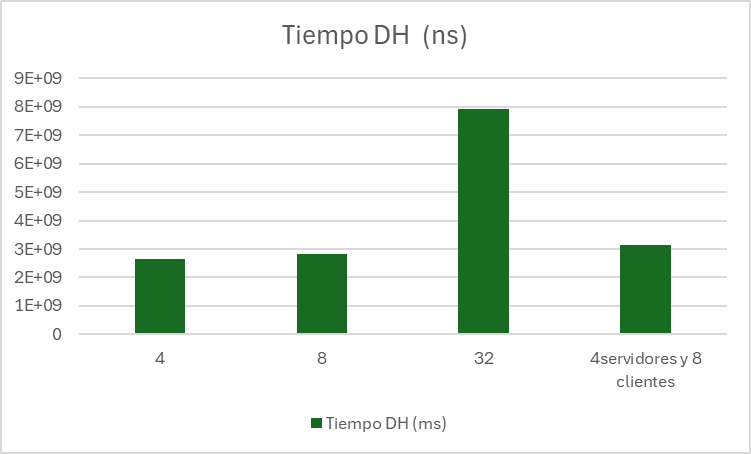 Tiempo DH  (ns)
9E+09
8E+09
7E+09
6E+09
5E+09
4E+09
3E+09
2E+09
1E+09
0
4
8
32
4servidores y 8
clientes
Tiempo DH (ms)